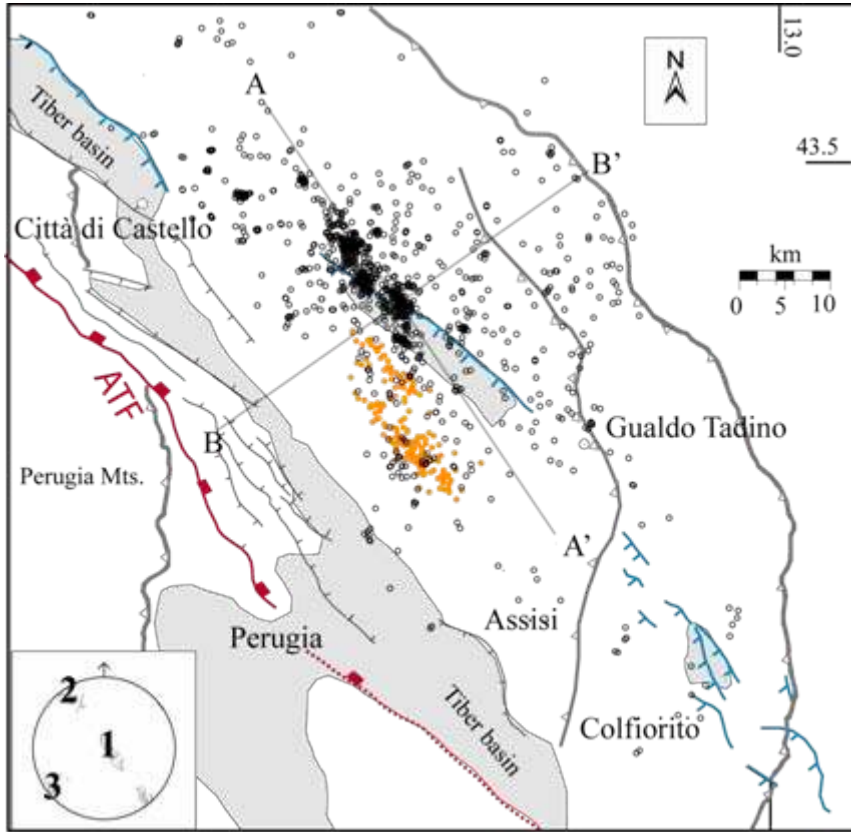 13.0
N
A
Tiber basin
B'
43.5
Città di Castello
km
0 5 10
ATF
Gualdo Tadino
B
Perugia Mts.
A'
Assisi
Perugia
2
Tiber basin
1
Colfiorito
3